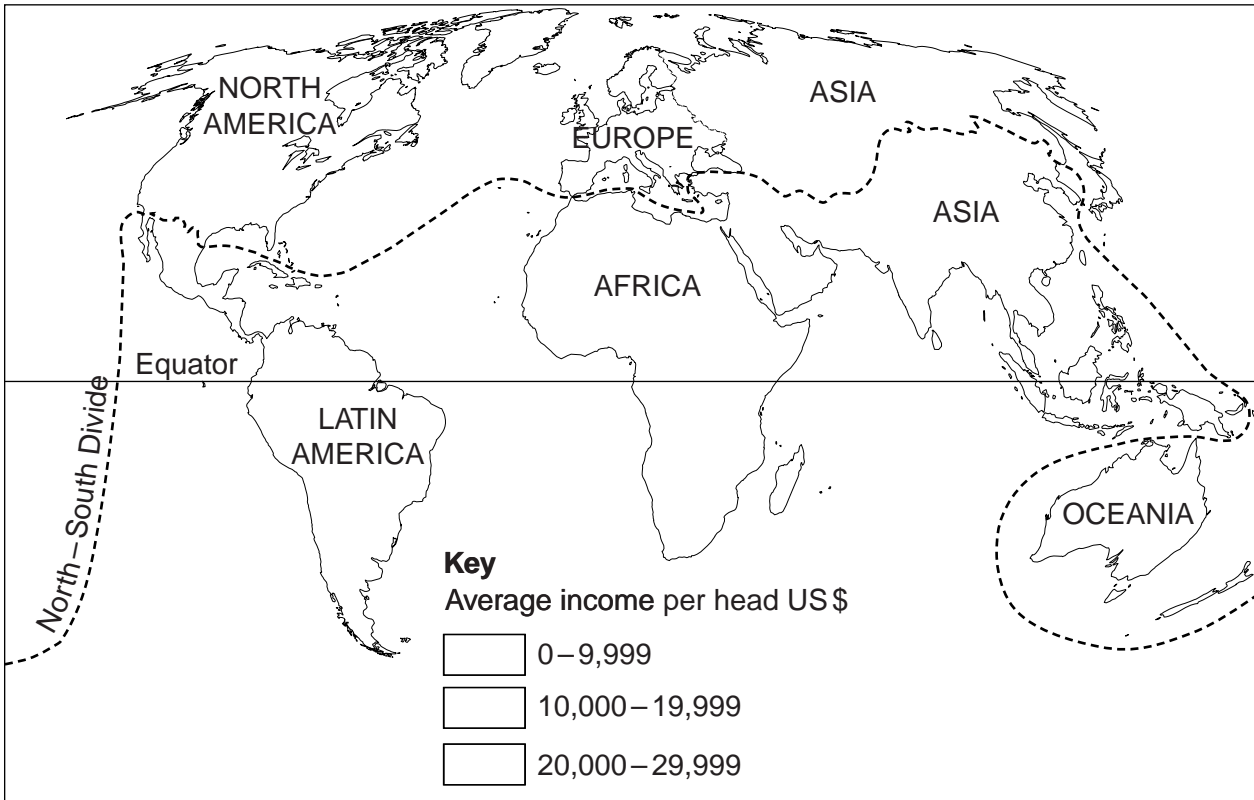 NORTH
AMERICA
EUROPE
ASIA
ASIA
AFRICA
Equator
LATIN
AMERICA
OCEANIA
North–South Divide
Key
Average income per head US $
0–9,999
10,000–19,999
20,000–29,999